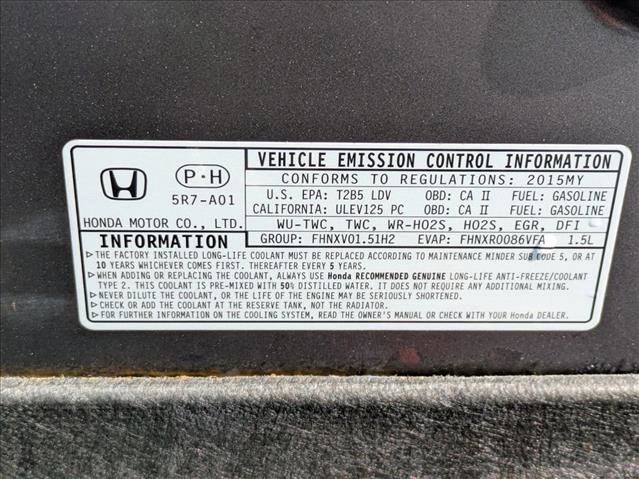 P·H
5R7-A01
HONDA MOTOR CO., LTD.
VEHICLE EMISSION CONTROL INFORMATION
CONFORMS TO REGULATIONS: 2015MY
U.S. EPA: T2B5 LDV OBD: CA II FUEL: GASOLINE
CALIFORNIA: ULEV125 PC OBD: CA II FUEL: GASOLINE
WU-TWC, TWC, WR-HO2S, HO2S, EGR, DFI
GROUP: FHNXV01.51H2 EVAP: FHNXR0086VFA 1.5L
INFORMATION
▷THE FACTORY INSTALLED LONG-LIFE COOLANT MUST BE REPLACED ACCORDING TO MAINTENANCE MINDER SUB CODE 5, OR AT
10 YEARS WHICHEVER COMES FIRST. THEREAFTER EVERY 5 YEARS.
▷WHEN REPLACING COOLANT, ALWAYS USE Honda RECOMMENDED GENUINE LONG-LIFE ANTI-FREEZE/COOLANT
TYPE 2. THIS COOLANT IS PRE-MIXED WITH 50% DISTILLED WATER. IT DOES NOT REQUIRE ANY ADDITIONAL MIXING.
▷NEVER DILUTE THE COOLANT, OR THE LIFE OF THE ENGINE MAY BE SERIOUSLY SHORTENED.
▷CHECK OR ADD THE COOLANT AT THE RESERVE TANK, NOT THE RADIATOR.
▷FOR FURTHER INFORMATION ON THE COOLING SYSTEM, READ THE OWNER'S MANUAL OR CHECK WITH YOUR Honda DEALER.